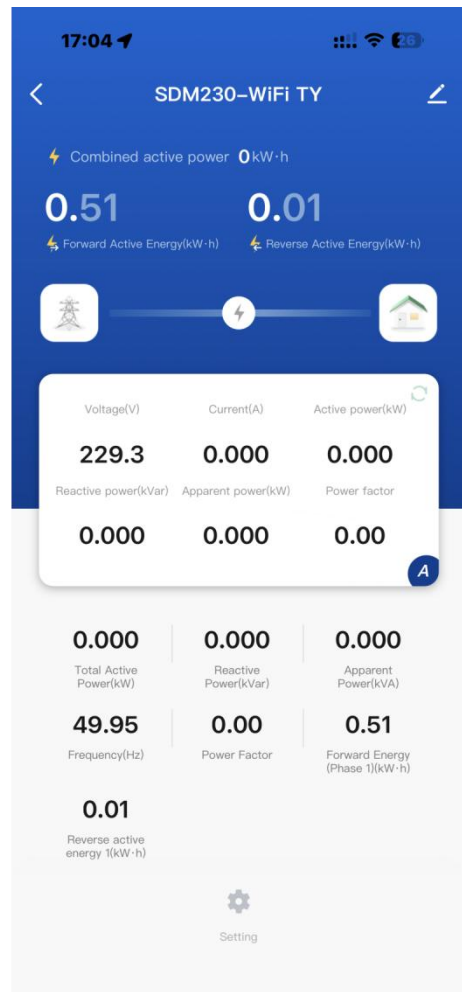 17:04 26
SDM230-WiFi TY
Combined active power 0kW·h
0.51 0.01
Forward Active Energy(kW·h) Reverse Active Energy(kW·h)
Voltage(V) Current(A) Active power(kW)
229.3 0.000 0.000
Reactive power(kVar) Apparent power(kW) Power factor
0.000 0.000 0.00
A
0.000 0.000 0.000
Total Active Reactive Apparent
Power(kW) Power(kVar) Power(kVA)
49.95 0.00 0.51
Frequency(Hz) Power Factor Forward Energy
(Phase 1)(kW·h)
0.01
Reverse active
energy 1(kW·h)
Setting